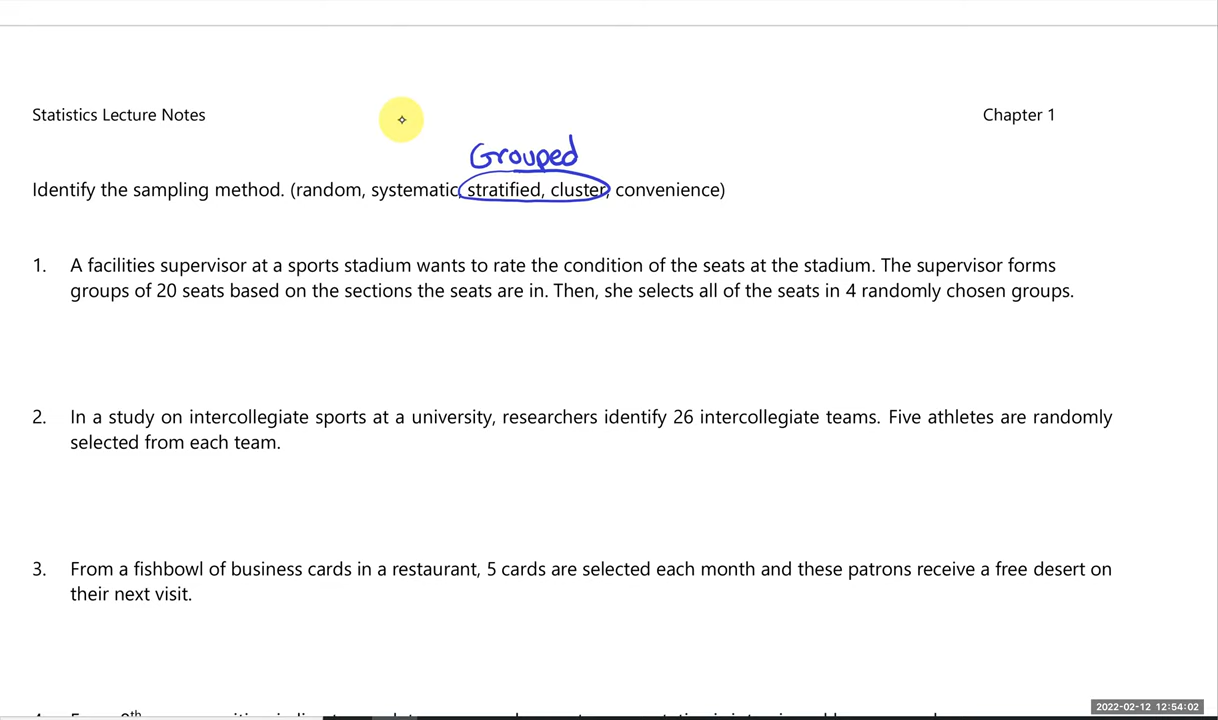 Statistics Lecture Notes
Chapter 1
Grouped
Identify the sampling method. (random, systematic, stratified, cluster, convenience)
1. A facilities supervisor at a sports stadium wants to rate the condition of the seats at the stadium. The supervisor forms
groups of 20 seats based on the sections the seats are in. Then, she selects all of the seats in 4 randomly chosen groups.
2. In a study on intercollegiate sports at a university, researchers identify 26 intercollegiate teams. Five athletes are randomly
selected from each team.
3. From a fishbowl of business cards in a restaurant, 5 cards are selected each month and these patrons receive a free desert on
their next visit.
2022-02-12 12:54:02